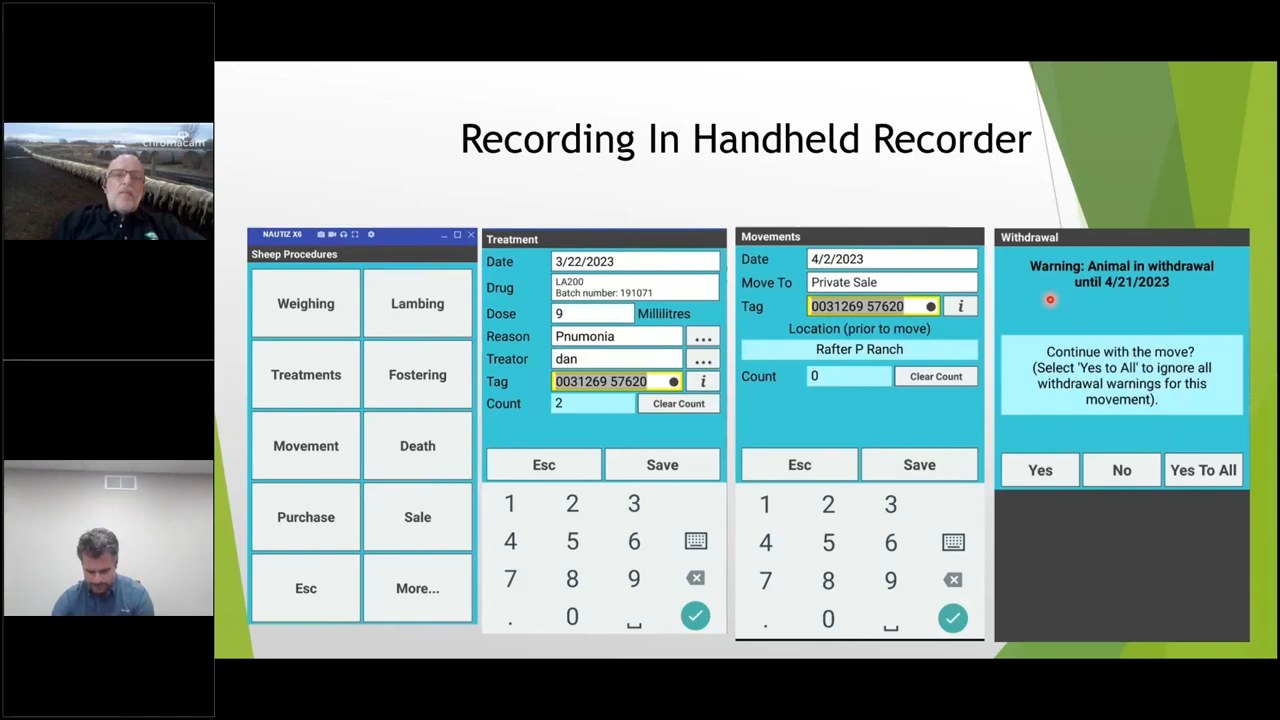 chromacam
Recording In Handheld Recorder
NAUTIZ X6
Sheep Procedures
Weighing
Lambing
Treatments
Fostering
Movement
Death
Purchase
Sale
Esc
More...
Treatment
Date 3/22/2023
Drug LA200
Batch number: 191071
Dose 9 Millilitres
Reason Pnumonia ...
Treator dan ...
Tag 0031269 57620 i
Count 2 Clear Count
Esc Save
1 2 3
4 5 6
7 8 9
. 0
Movements
Date 4/2/2023
Move To Private Sale
Tag 0031269 57620 i
Location (prior to move)
Rafter P Ranch
Count 0 Clear Count
Esc Save
1 2 3
4 5 6
7 8 9
. 0
Withdrawal
Warning: Animal in withdrawal
until 4/21/2023
Continue with the move?
(Select 'Yes to All' to ignore all
withdrawal warnings for this
movement).
Yes No Yes To All